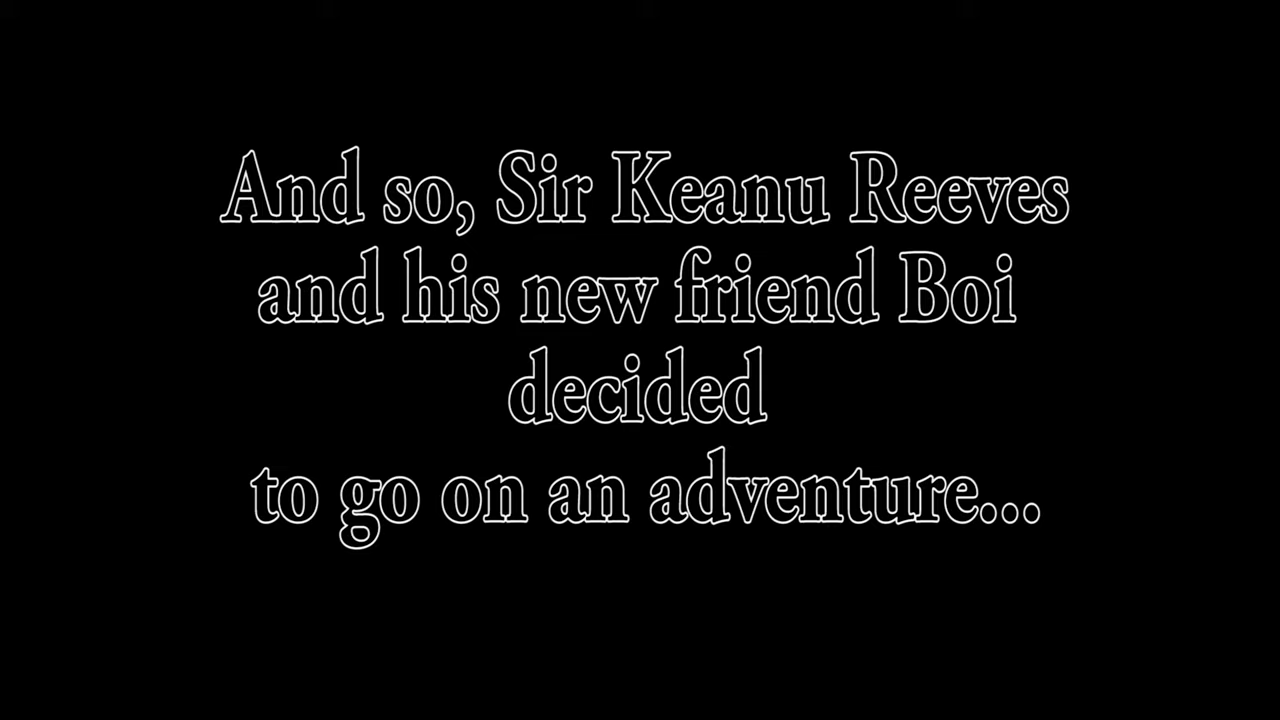 And so, Sir Keanu Reeves
and his new friend Boi
decided
to go on an adventure...